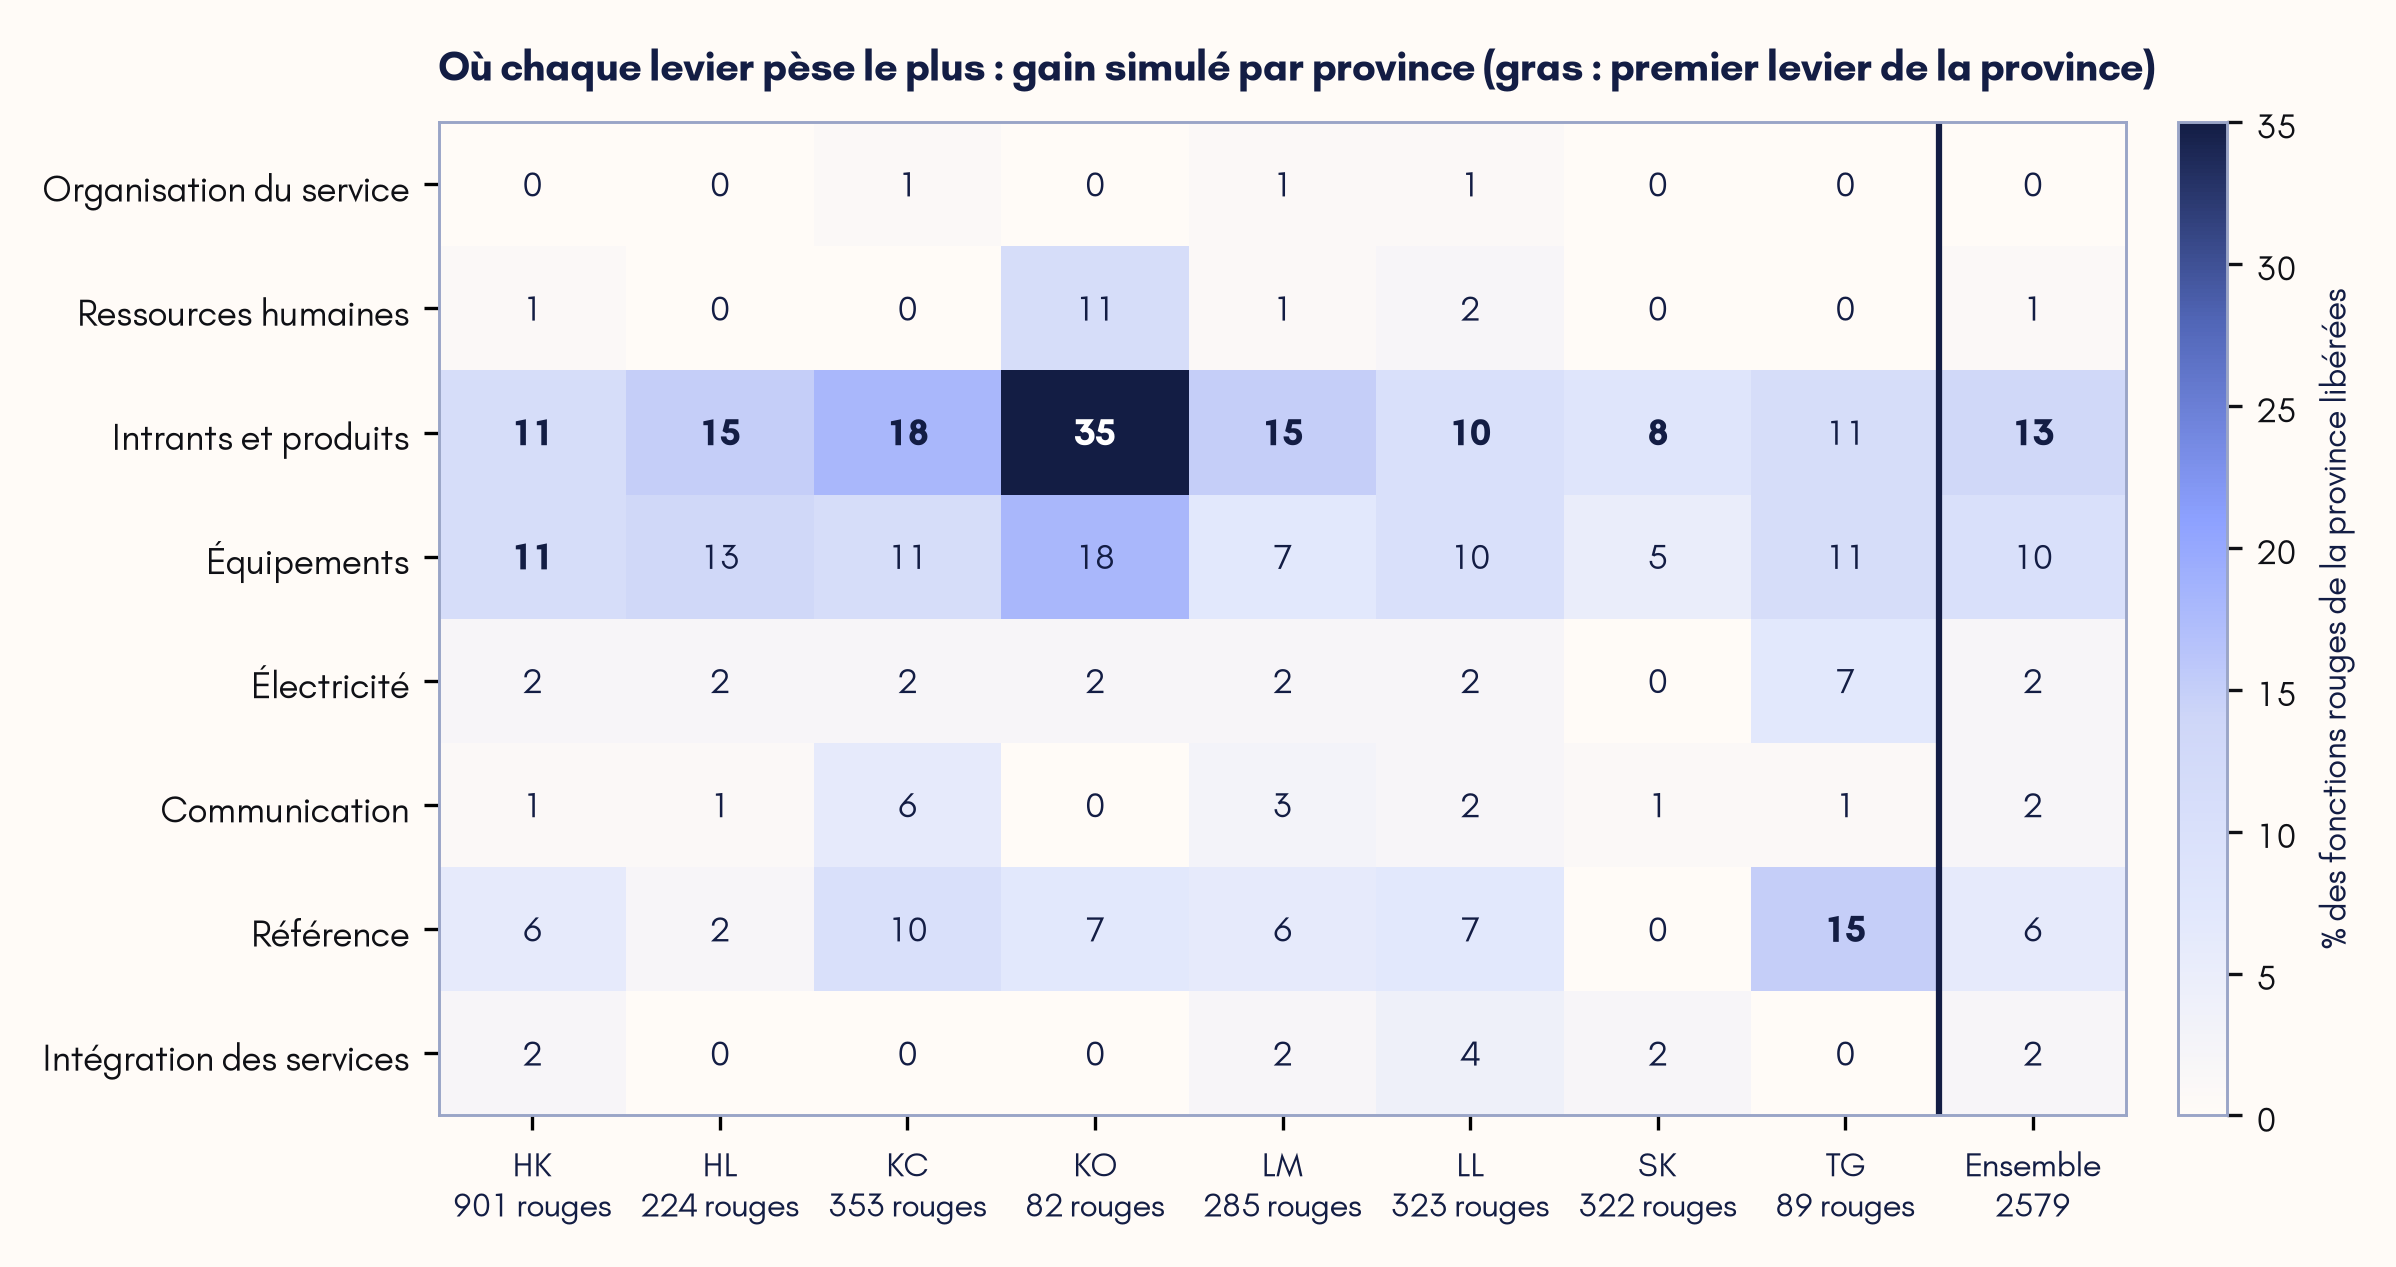 Où chaque levier pèse le plus : gain simulé par province (gras : premier levier de la province)
Organisation du service 0 0 1 0 1 1 0 0 0
Ressources humaines 1 0 0 11 1 2 0 0 1
Intrants et produits 11 15 18 35 15 10 8 11 13
Équipements 11 13 11 18 7 10 5 11 10
Électricité 2 2 2 2 2 2 0 7 2
Communication 1 1 6 0 3 2 1 1 2
Référence 6 2 10 7 6 7 0 15 6
Intégration des services 2 0 0 0 2 4 2 0 2
HK HL KC KO LM LL SK TG Ensemble
901 rouges 224 rouges 353 rouges 82 rouges 285 rouges 323 rouges 322 rouges 89 rouges 2579
35
30
25
20
15
10
5
0
% des fonctions rouges de la province libérées